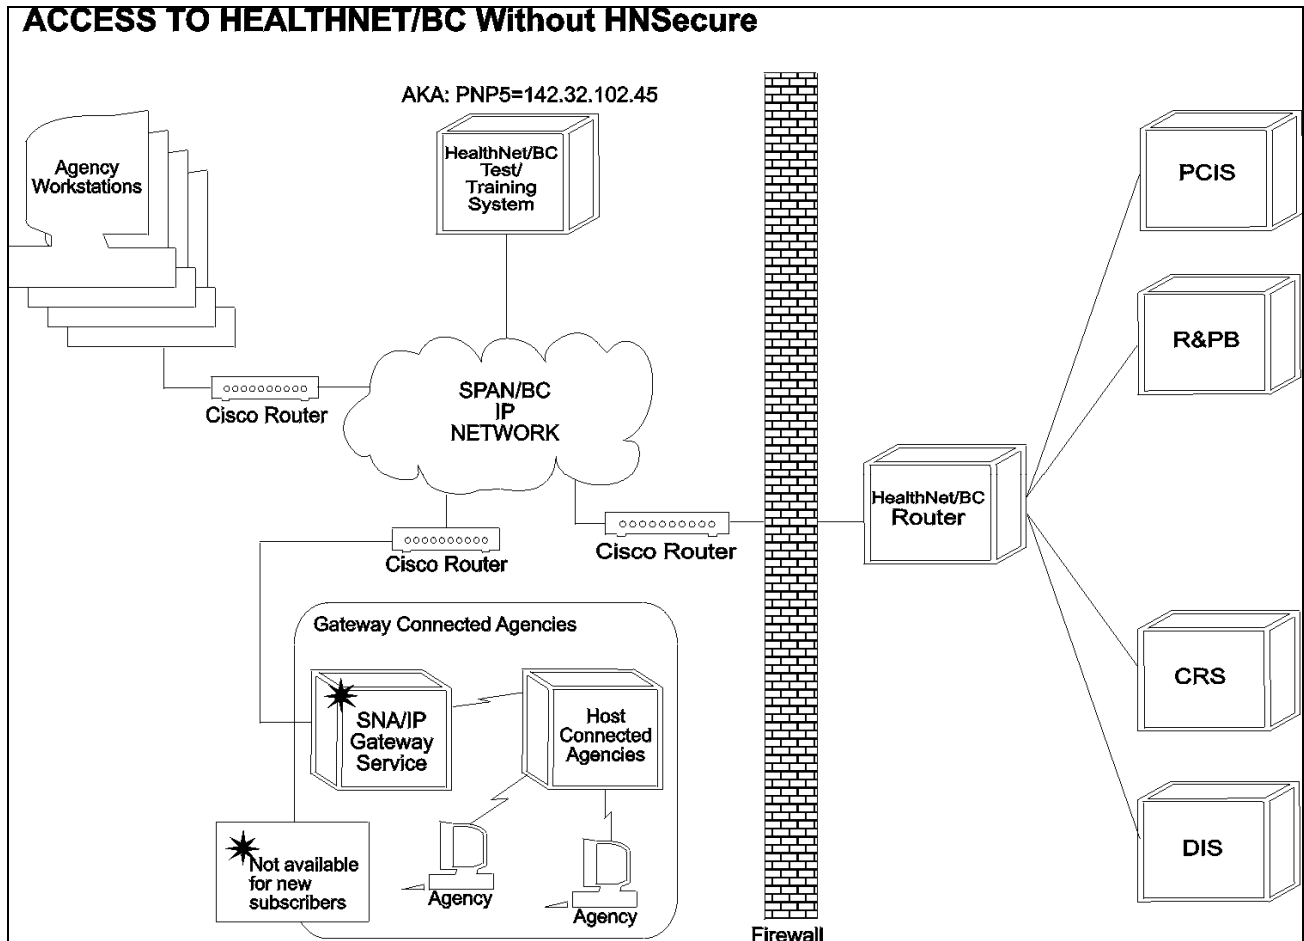 ACCESS TO HEALTHNET/BC Without HNSecure
AKA: PNP5=142.32.102.45
Agency
Workstations
HealthNet/BC
Test/
Training
System
PCIS
R&PB
Cisco Router
SPAN/BC
IP
NETWORK
HealthNet/BC
Router
Cisco Router
Cisco Router
Gateway Connected Agencies
SNA/IP
Gateway
Service
Host
Connected
Agencies
CRS
DIS
Not available
for new
subscribers
Agency
Agency
Firewall